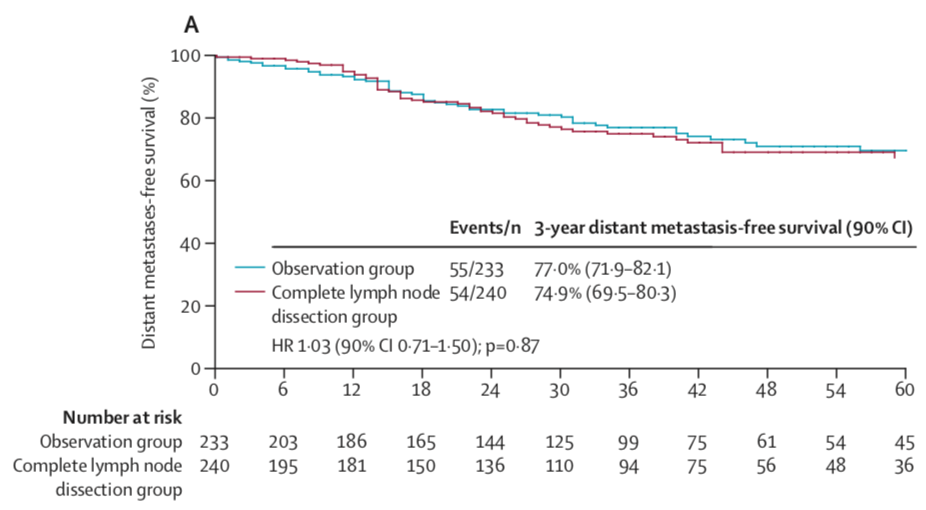 A
Distant metastases-free survival (%)
100
80
60
40
20
0
Events/n 3-year distant metastasis-free survival (90% CI)
Observation group 55/233 77·0% (71·9–82·1)
Complete lymph node 54/240 74·9% (69·5–80·3)
dissection group
HR 1·03 (90% CI 0·71–1·50); p=0·87
0 6 12 18 24 30 36 42 48 54 60
Number at risk
Observation group 233 203 186 165 144 125 99 75 61 54 45
Complete lymph node 240 195 181 150 136 110 94 75 56 48 36
dissection group